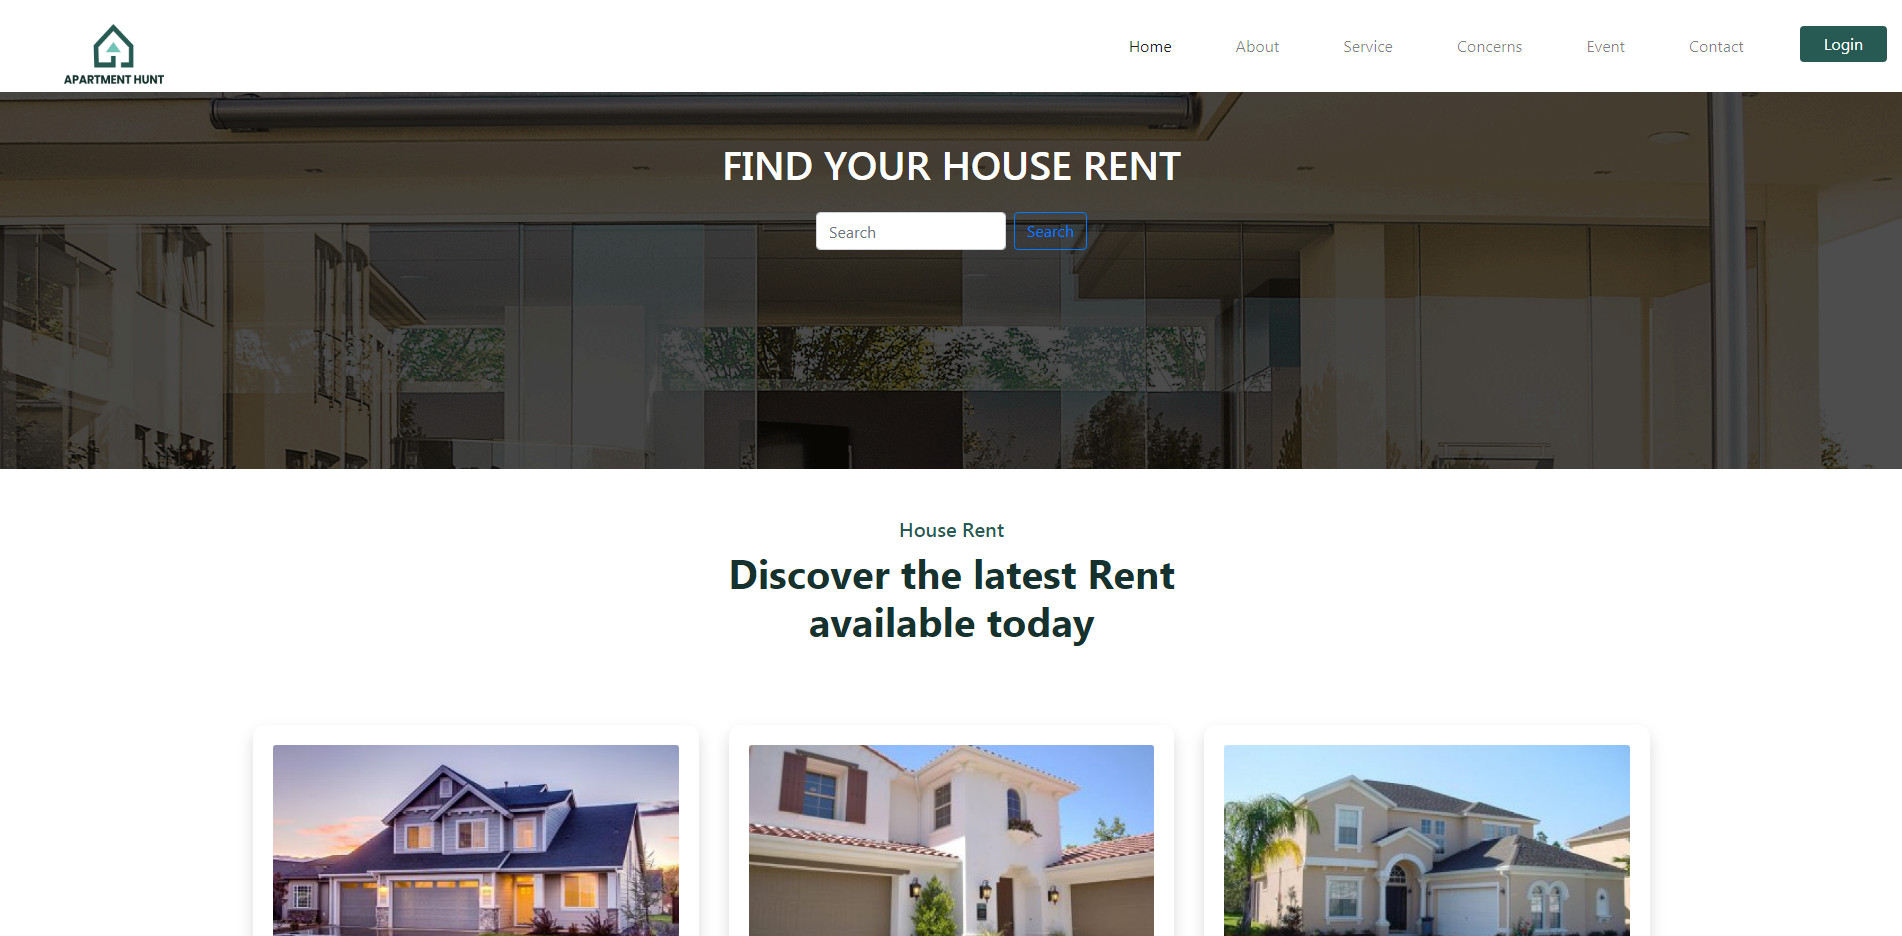 APARTMENT HUNT
Home
About
Service
Concerns
Event
Contact
Login
FIND YOUR HOUSE RENT
Search
Search
House Rent
Discover the latest Rent
available today